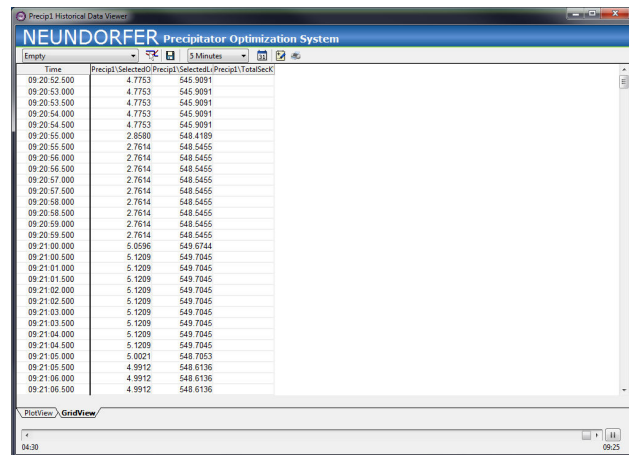 Precip1 Historical Data Viewer
NEUNDORFER Precipitator Optimization System
Empty 5 Minutes 31
Time Precip1\SelectedO Precip1\SelectedLo Precip1\TotalSecK
09:20:52.500 4.7753 545.9091
09:20:53.000 4.7753 545.9091
09:20:53.500 4.7753 545.9091
09:20:54.000 4.7753 545.9091
09:20:54.500 4.7753 545.9091
09:20:55.000 2.8580 548.4189
09:20:55.500 2.7614 548.5455
09:20:56.000 2.7614 548.5455
09:20:56.500 2.7614 548.5455
09:20:57.000 2.7614 548.5455
09:20:57.500 2.7614 548.5455
09:20:58.000 2.7614 548.5455
09:20:58.500 2.7614 548.5455
09:20:59.000 2.7614 548.5455
09:20:59.500 2.7614 548.5455
09:21:00.000 5.0596 549.6744
09:21:00.500 5.1209 549.7045
09:21:01.000 5.1209 549.7045
09:21:01.500 5.1209 549.7045
09:21:02.000 5.1209 549.7045
09:21:02.500 5.1209 549.7045
09:21:03.000 5.1209 549.7045
09:21:03.500 5.1209 549.7045
09:21:04.000 5.1209 549.7045
09:21:04.500 5.1209 549.7045
09:21:05.000 5.0021 548.7053
09:21:05.500 4.9912 548.6136
09:21:06.000 4.9912 548.6136
09:21:06.500 4.9912 548.6136
PlotView GridView
04:30 09:25